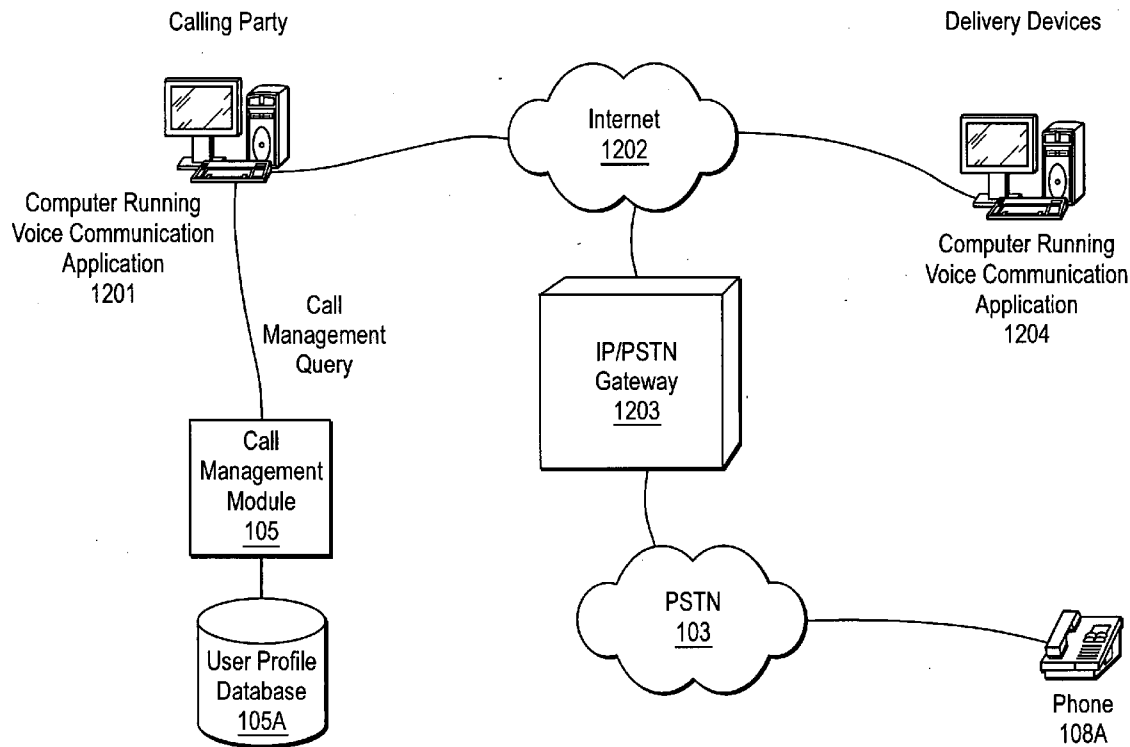 Calling Party
Delivery Devices
Internet
1202
Computer Running
Voice Communication
Application
1201
Computer Running
Voice Communication
Application
1204
Call
Management
Query
IP/PSTN
Gateway
1203
Call
Management
Module
105
PSTN
103
User Profile
Database
105A
Phone
108A